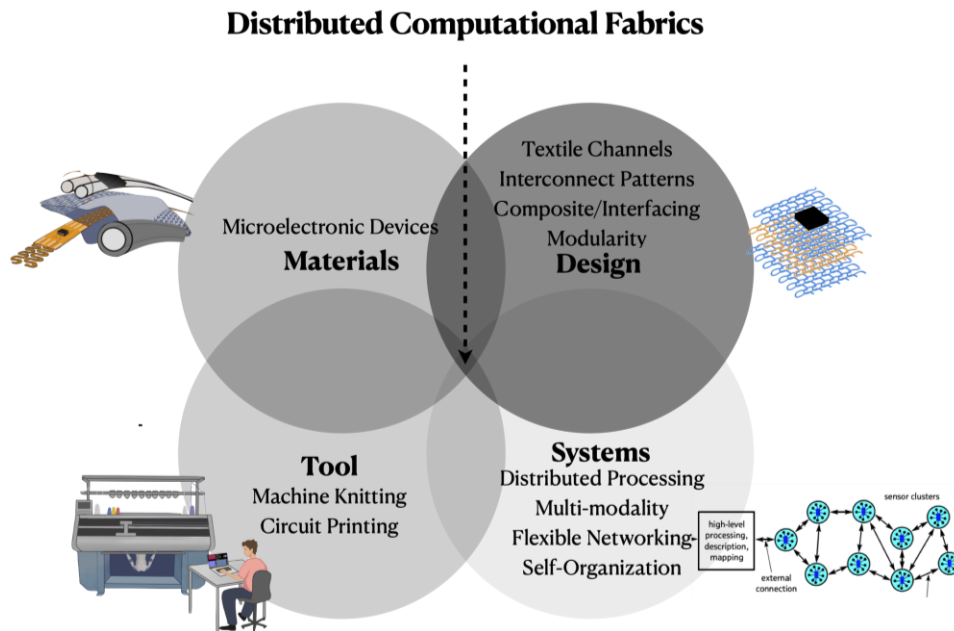 Distributed Computational Fabrics
Textile Channels
Interconnect Patterns
Composite/Interfacing
Modularity
Design
Microelectronic Devices
Materials
Tool
Machine Knitting
Circuit Printing
Systems
Distributed Processing
Multi-modality
Flexible Networking
Self-Organization
high-level
processing,
description,
mapping
external
connection
sensor clusters